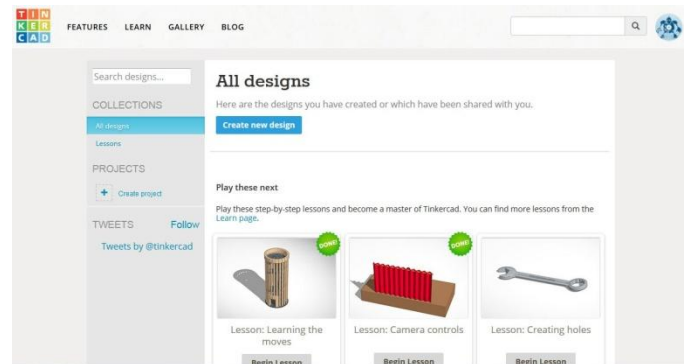 TIN
KER
CAD
FEATURES LEARN GALLERY BLOG
Search designs...
COLLECTIONS
All designs
Lessons
PROJECTS
+ Create project
TWEETS Follow
Tweets by @tinkercad
All designs
Here are the designs you have created or which have been shared with you.
Create new design
Play these next
Play these step-by-step lessons and become a master of Tinkercad. You can find more lessons from the
Learn page.
DONE!
DONE!
Lesson: Learning the
moves
Begin Lesson
Lesson: Camera controls
Begin Lesson
Lesson: Creating holes
Begin Lesson